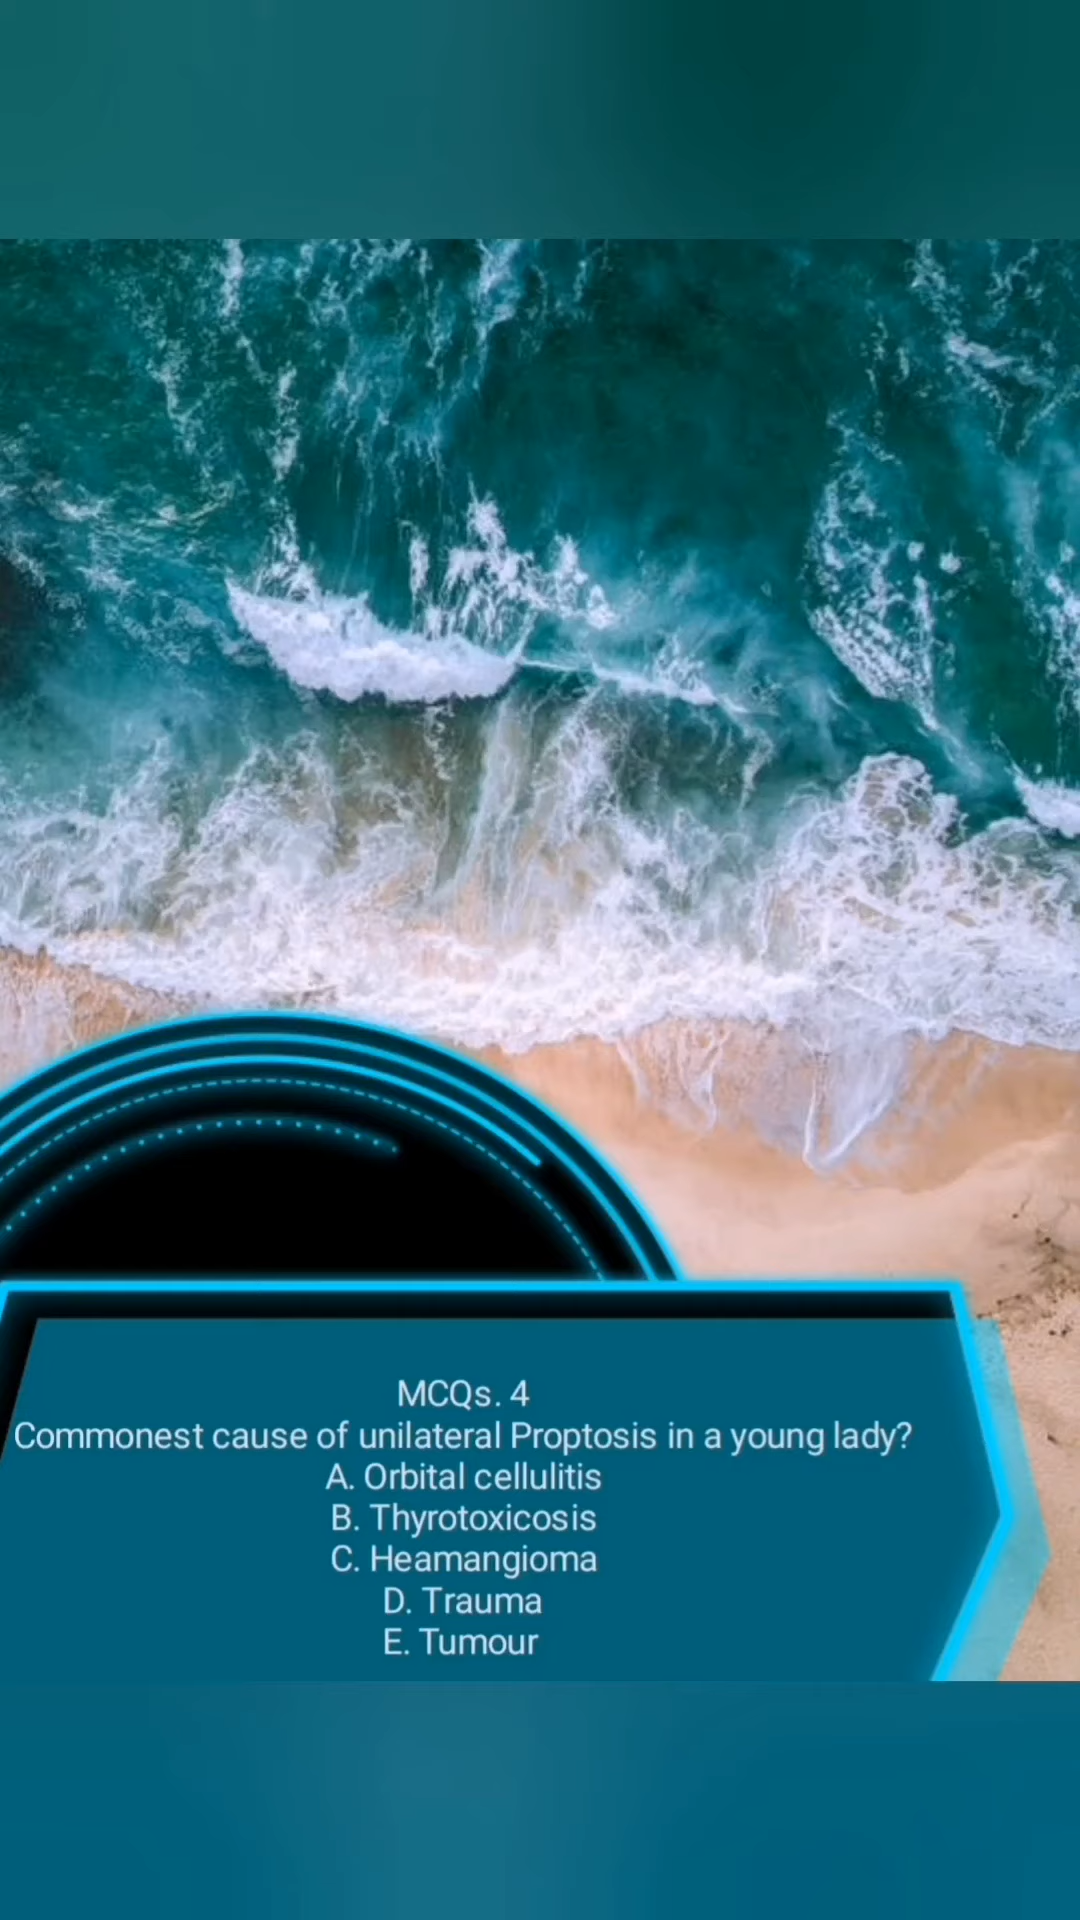 MCQs. 4
Commonest cause of unilateral Proptosis in a young lady?
A. Orbital cellulitis
B. Thyrotoxicosis
C. Heamangioma
D. Trauma
E. Tumour